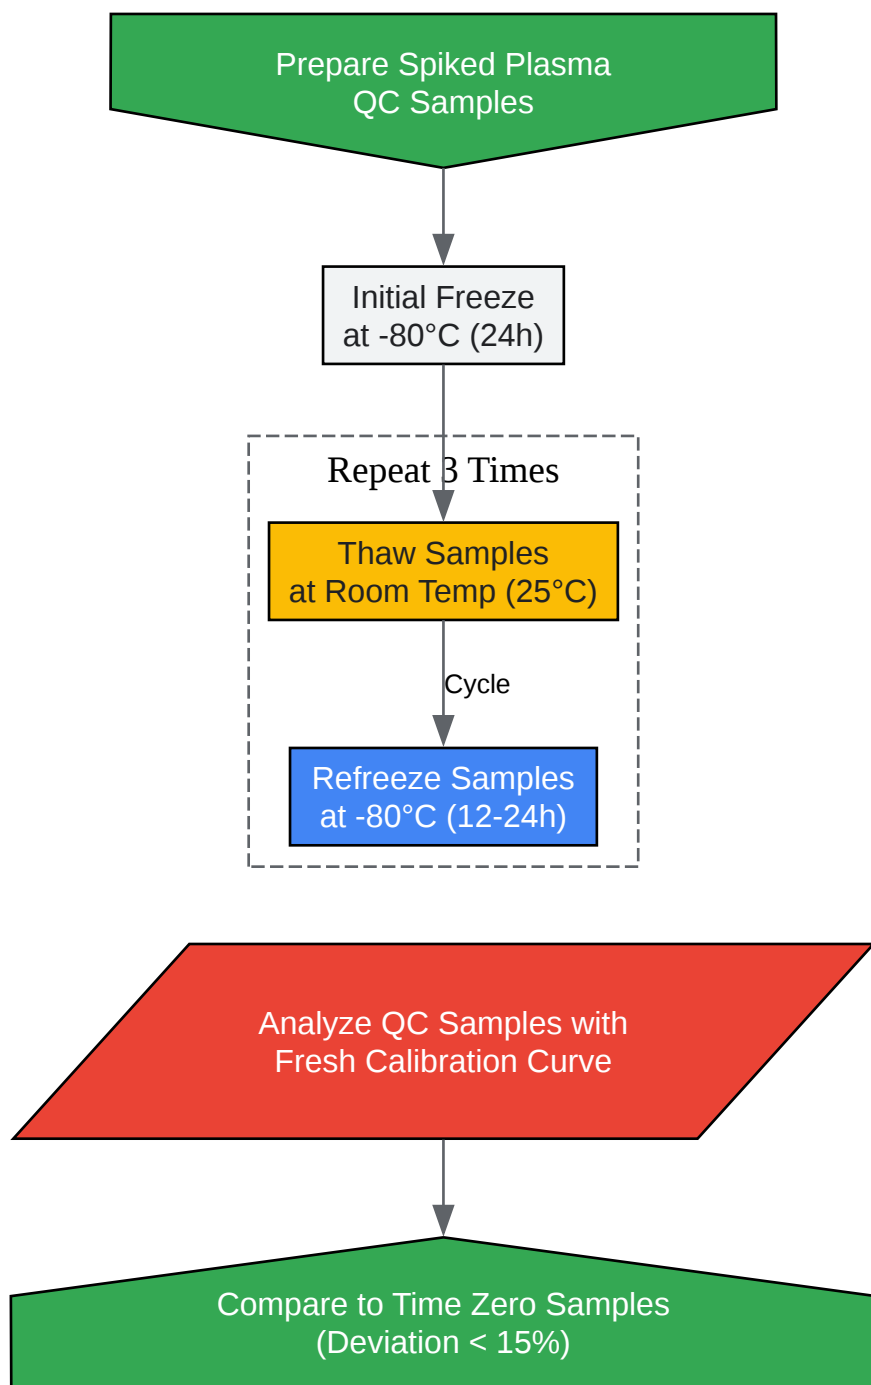 Prepare Spiked Plasma
QC Samples
Initial Freeze
at -80°C (24h)
Repeat 3 Times
Thaw Samples
at Room Temp (25°C)
Cycle
Refreeze Samples
at -80°C (12-24h)
Analyze QC Samples with
Fresh Calibration Curve
Compare to Time Zero Samples
(Deviation < 15%)